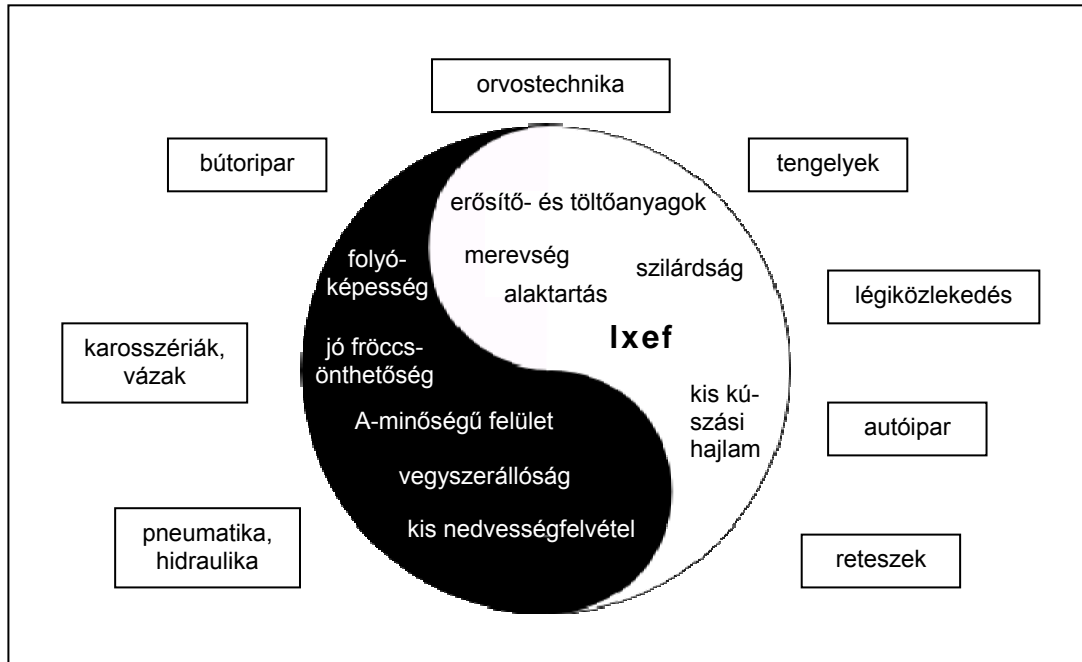 orvostechnika
bútoripar
tengelyek
erősítő- és töltőanyagok
merevség
szilárdság
alaktartás
folyó-
képesség
légiközlekedés
Ixef
karosszériák,
vázak
jó fröccs-
önthetőség
kis kú-
szási
hajlam
A-minőségű felület
autóipar
vegyszerállóság
kis nedvességfelvétel
pneumatika,
hidraulika
reteszek